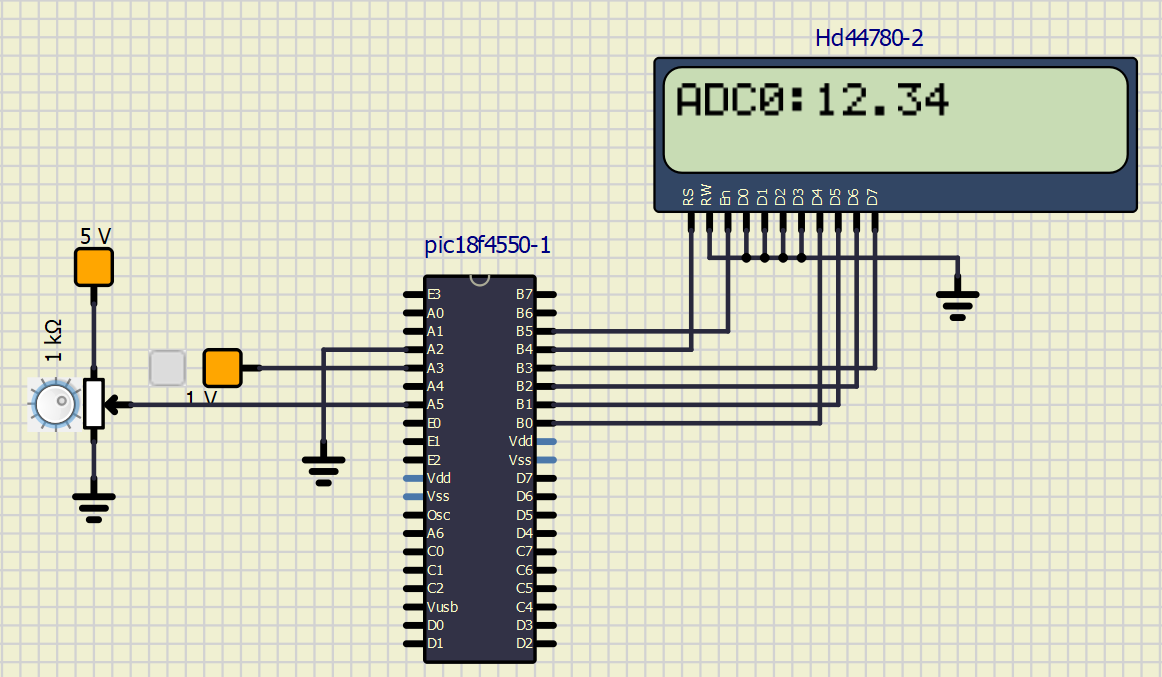 Hd44780-2
ADC0:12.34
RS RW En D0 D1 D2 D3 D4 D5 D6 D7
5 V
1 kΩ
1 V
pic18f4550-1
E3 B7
A0 B6
A1 B5
A2 B4
A3 B3
A4 B2
A5 B1
E0 B0
E1 Vdd
E2 Vss
Vdd D7
Vss D6
Osc D5
A6 D4
C0 C7
C1 C6
C2 C5
Vusb C4
D0 D3
D1 D2